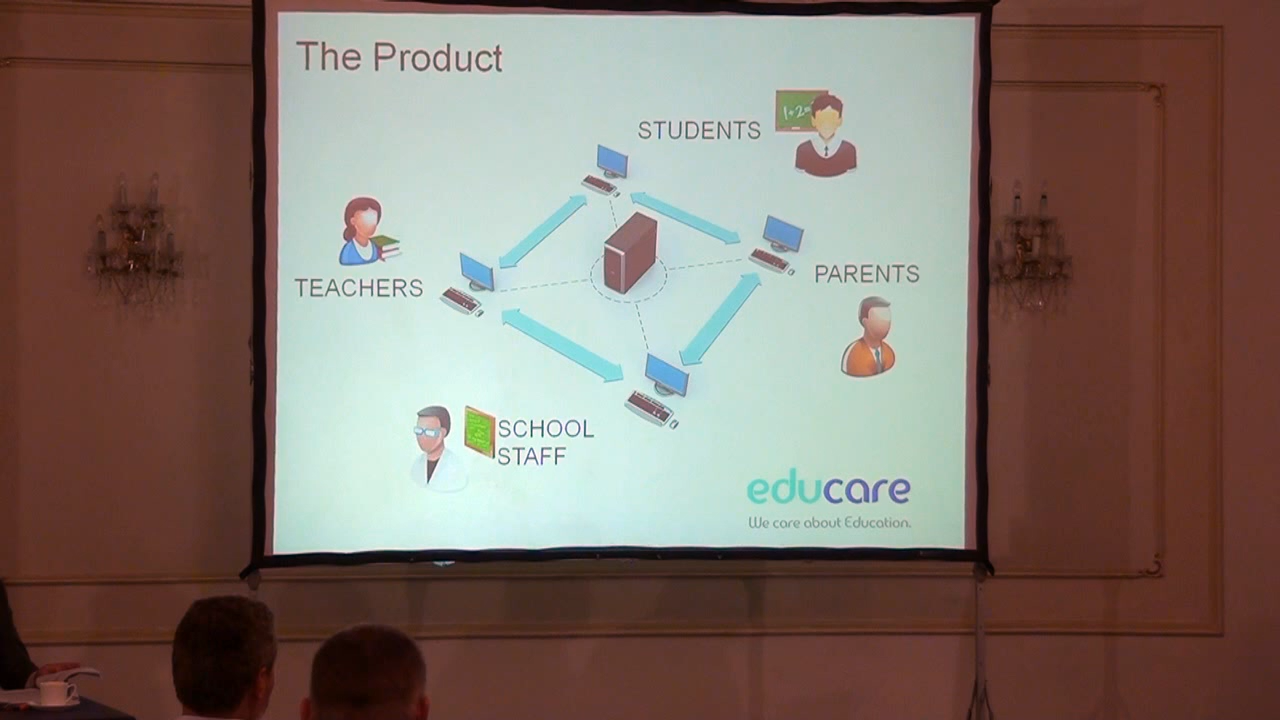 The Product
STUDENTS
1+2=
TEACHERS
PARENTS
SCHOOL
STAFF
educare
We care about Education.